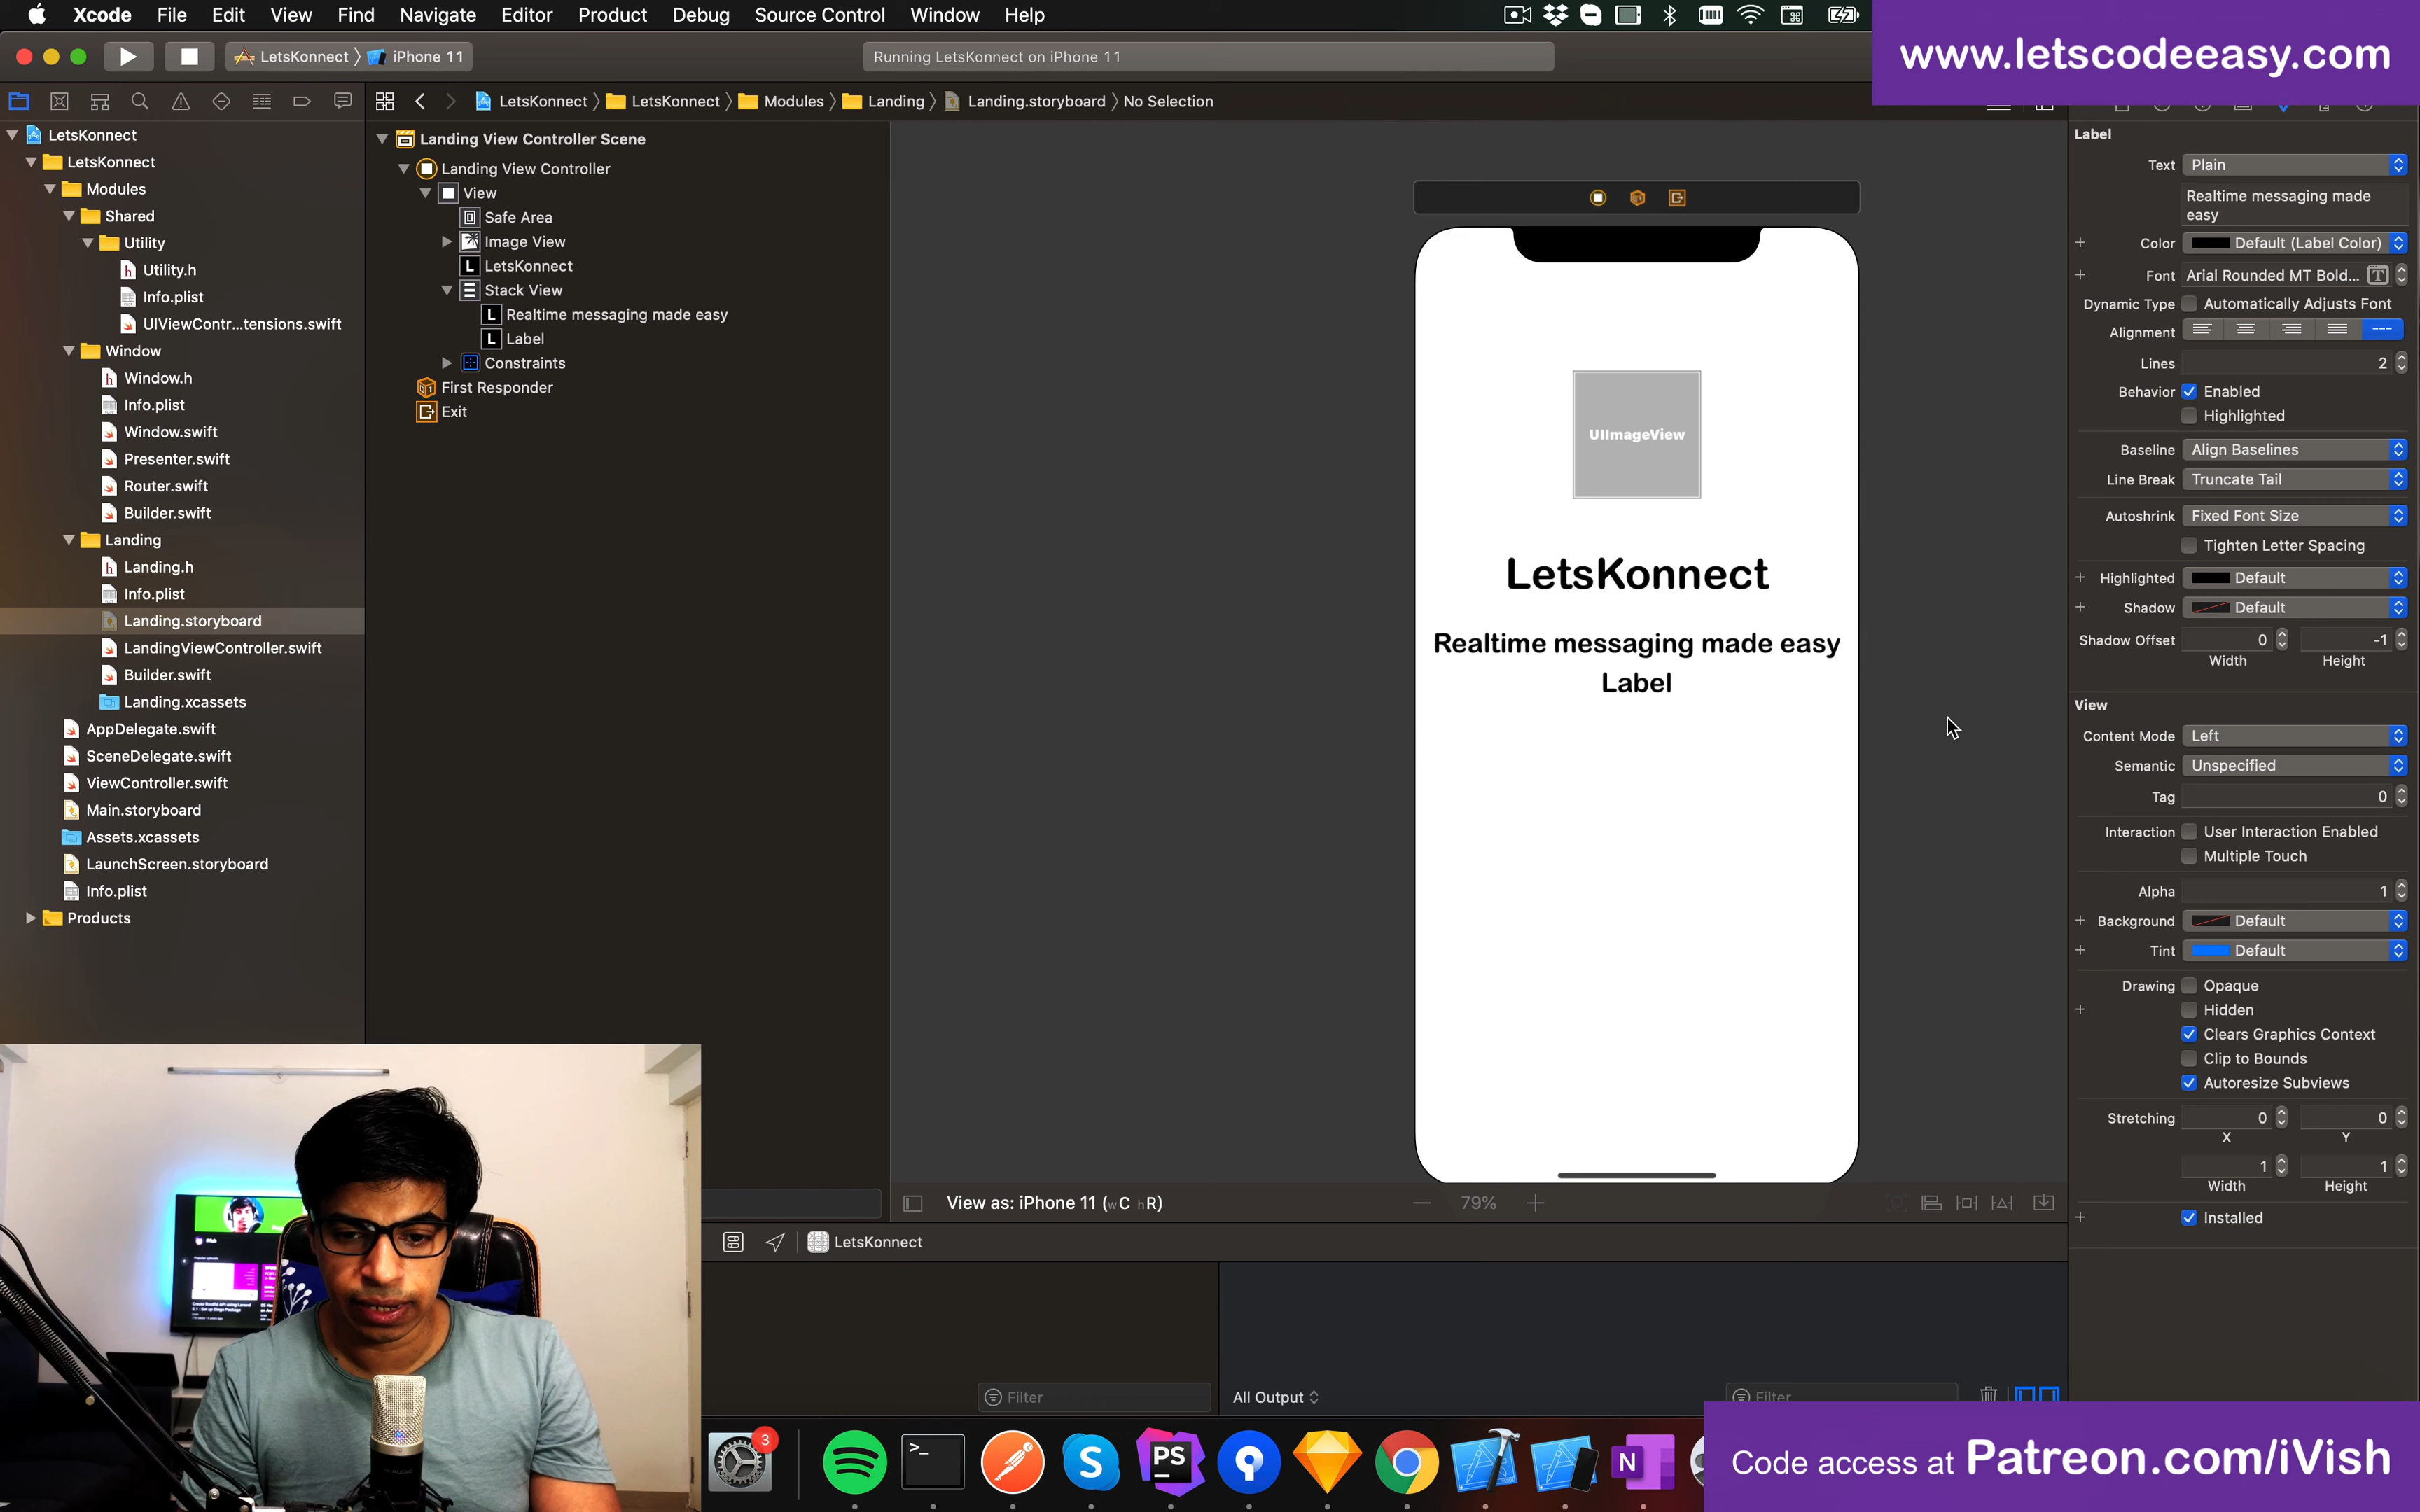 Xcode File Edit View Find Navigate Editor Product Debug Source Control Window Help
www.letscodeeasy.com
LetsKonnect iPhone 11
Running LetsKonnect on iPhone 11
LetsKonnect LetsKonnect Modules Landing Landing.storyboard No Selection
LetsKonnect
LetsKonnect
Modules
Shared
Utility
Utility.h
Info.plist
UIViewContr...tensions.swift
Window
Window.h
Info.plist
Window.swift
Presenter.swift
Router.swift
Builder.swift
Landing
Landing.h
Info.plist
Landing.storyboard
LandingViewController.swift
Builder.swift
Landing.xcassets
AppDelegate.swift
SceneDelegate.swift
ViewController.swift
Main.storyboard
Assets.xcassets
LaunchScreen.storyboard
Info.plist
Products
Landing View Controller Scene
Landing View Controller
View
Safe Area
Image View
L LetsKonnect
Stack View
L Realtime messaging made easy
L Label
Constraints
First Responder
Exit
UIImageView
LetsKonnect
Realtime messaging made easy
Label
View as: iPhone 11 (wC hR)
79%
LetsKonnect
Filter
All Output
Filter
Label
Text Plain
Realtime messaging made
easy
Color Default (Label Color)
Font Arial Rounded MT Bold... T
Dynamic Type Automatically Adjusts Font
Alignment
Lines 2
Behavior Enabled
Highlighted
Baseline Align Baselines
Line Break Truncate Tail
Autoshrink Fixed Font Size
Tighten Letter Spacing
Highlighted Default
Shadow Default
Shadow Offset 0 -1
Width Height
View
Content Mode Left
Semantic Unspecified
Tag 0
Interaction User Interaction Enabled
Multiple Touch
Alpha 1
Background Default
Tint Default
Drawing Opaque
Hidden
Clears Graphics Context
Clip to Bounds
Autoresize Subviews
Stretching 0 0
X Y
1 1
Width Height
Installed
3
>_
S
PS
N
Code access at Patreon.com/iVish